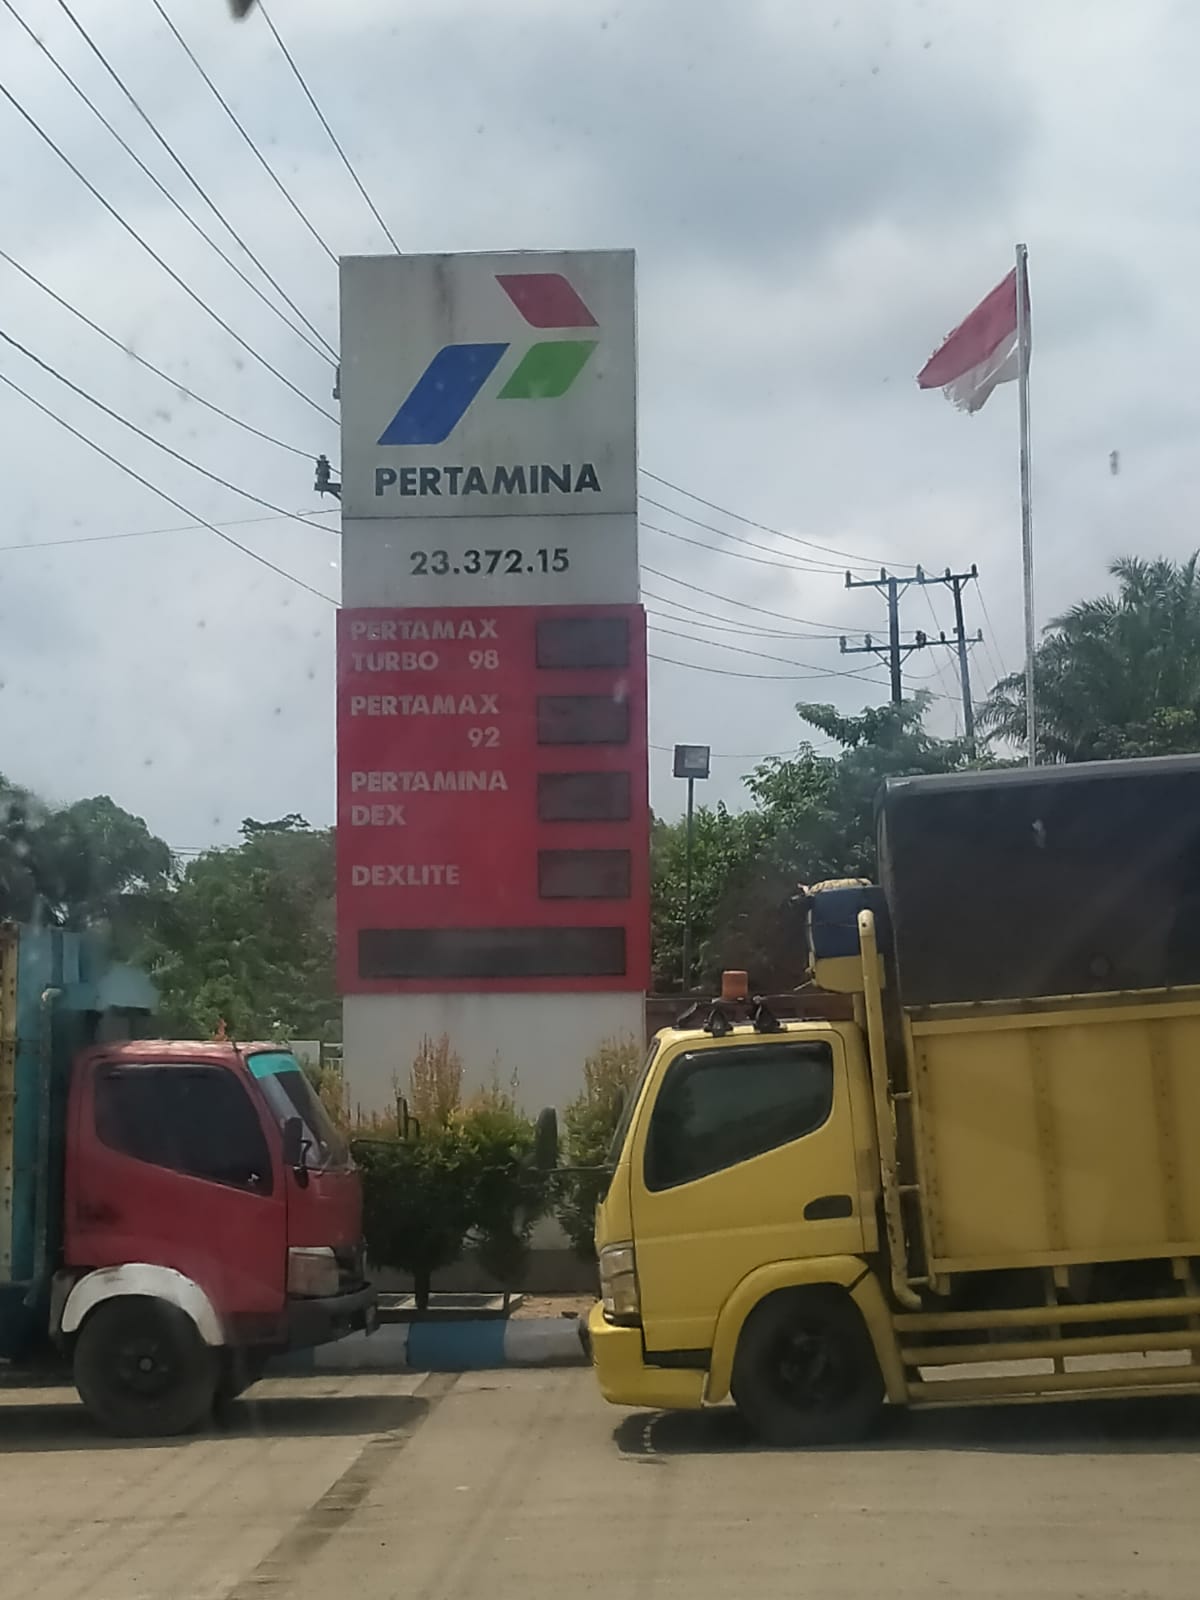 PERTAMINA
23.372.15
PERTAMAX
TURBO 98
PERTAMAX
92
PERTAMINA
DEX
DEXLITE